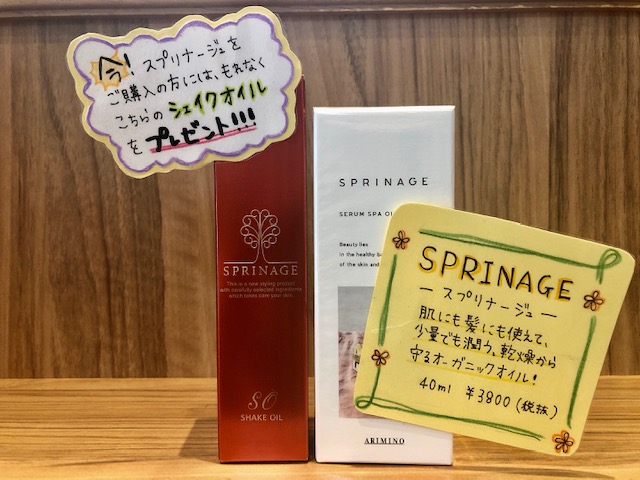 今! スプリナージュを
ご購入の方には、もれなく
こちらの シェイクオイル
を プレゼント!!!
SPRINAGE
This is a new styling product
with carefully selected ingredients
which takes care your skin.
SO
SHAKE OIL
SPRINAGE
SERUM SPA OI
Beauty lies
in the healthy ba
of the skin and
ARIMINO
SPRINAGE
― スプリナージュ ―
肌にも髪にも使えて、
少量でも潤う、乾燥から
守るオーガニックオイル!
40ml ¥3800 (税抜)